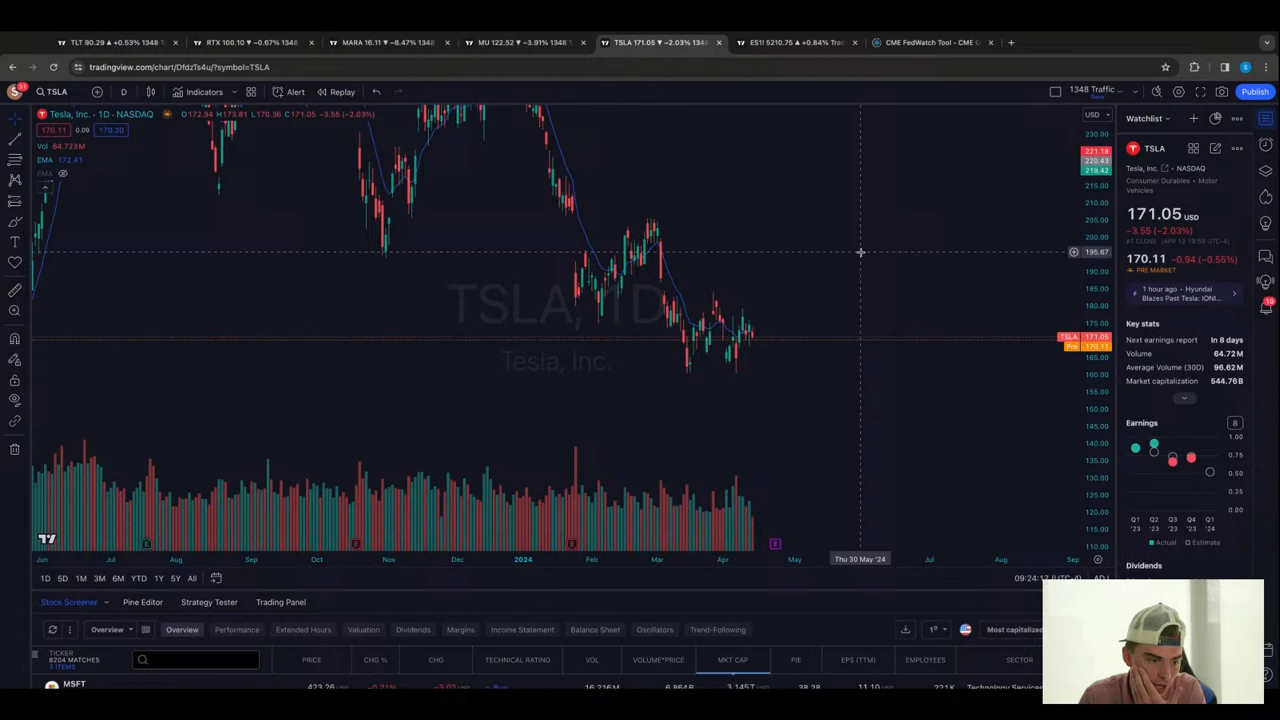 TLT 90.29 ▲ +0.53% 1348
RTX 100.10 ▼ −0.67% 1348
MARA 16.11 ▼ −8.47% 1348
MU 122.52 ▼ −3.91% 1348
TSLA 171.05 ▼ −2.03% 1348
ES1! 5210.75 ▲ +0.84% Tra
CME FedWatch Tool - CME G
tradingview.com/chart/DfdzTs4u/?symbol=TSLA
TSLA
D
Indicators
Alert
Replay
1348 Traffic ...
Save
Publish
Tesla, Inc. · 1D · NASDAQ
O172.34 H173.81 L170.36 C171.05 −3.55 (−2.03%)
170.11 0.09 170.20
Vol 64.723M
EMA 172.41
EMA
TSLA, 1D
Tesla, Inc.
USD
230.00
221.18
220.43
219.42
215.00
210.00
205.00
200.00
195.67
190.00
185.00
180.00
175.00
TSLA 171.05
Pre 170.11
165.00
160.00
155.00
150.00
145.00
140.00
135.00
130.00
125.00
120.00
115.00
110.00
Jun Jul Aug Sep Oct Nov Dec 2024 Feb Mar Apr May Thu 30 May '24 Jul Aug Sep
1D 5D 1M 3M 6M YTD 1Y 5Y All
09:24:17 (UTC-4)
ADJ
Watchlist
TSLA
Tesla, Inc. · NASDAQ
Consumer Durables • Motor
Vehicles
171.05 USD
−3.55 (−2.03%)
AT CLOSE (APR 12 19:59 UTC-4)
170.11 −0.94 (−0.55%)
PRE MARKET
1 hour ago • Hyundai
Blazes Past Tesla: IONI...
Key stats
Next earnings report In 8 days
Volume 64.72M
Average Volume (30D) 96.62M
Market capitalization 544.76B
Earnings 8
1.00
0.75
0.50
0.25
0.00
Q1 Q2 Q3 Q4 Q1
'23 '23 '23 '23 '24
Actual Estimate
Dividends
Stock Screener
Pine Editor
Strategy Tester
Trading Panel
Overview
Overview Performance Extended Hours Valuation Dividends Margins Income Statement Balance Sheet Oscillators Trend-Following
Most capitalized
TICKER
8204 MATCHES
PRICE CHG % CHG TECHNICAL RATING VOL VOLUME*PRICE MKT CAP P/E EPS (TTM) EMPLOYEES SECTOR
MSFT 423.26 −0.71% −3.02 Buy 16.216M 6.864B 3.145T 38.28 11.10 221K Technology Services